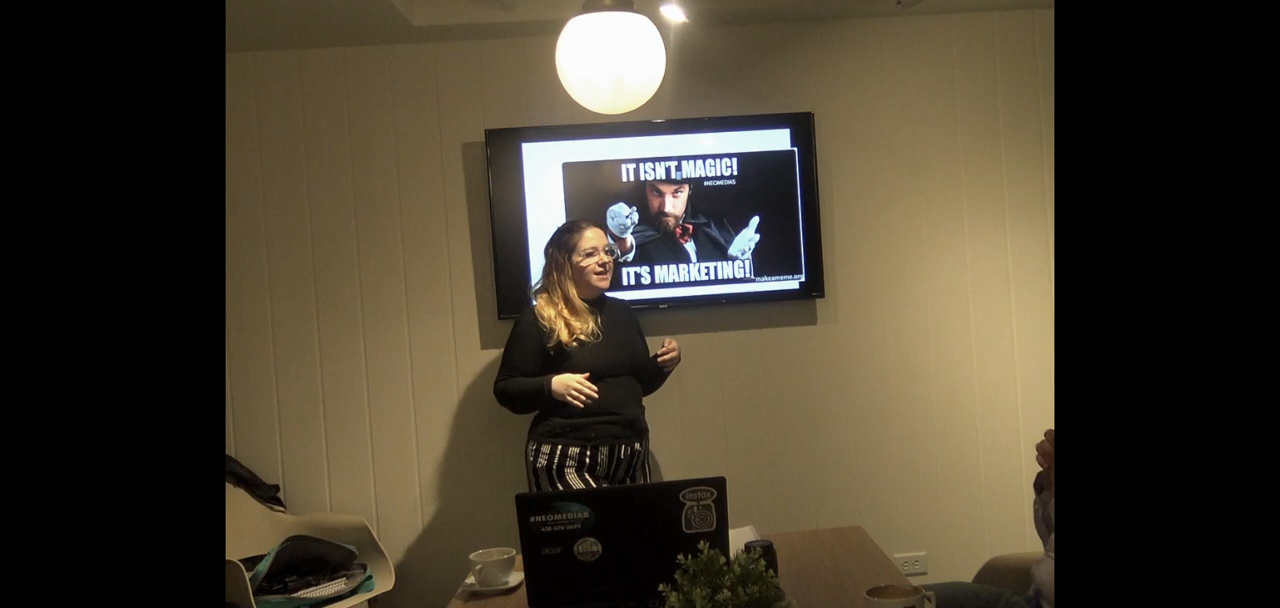 IT ISN'T MAGIC!
#NEOMEDIAS
IT'S MARKETING!
makeameme.org
instax
#NEOMEDIAS
acer